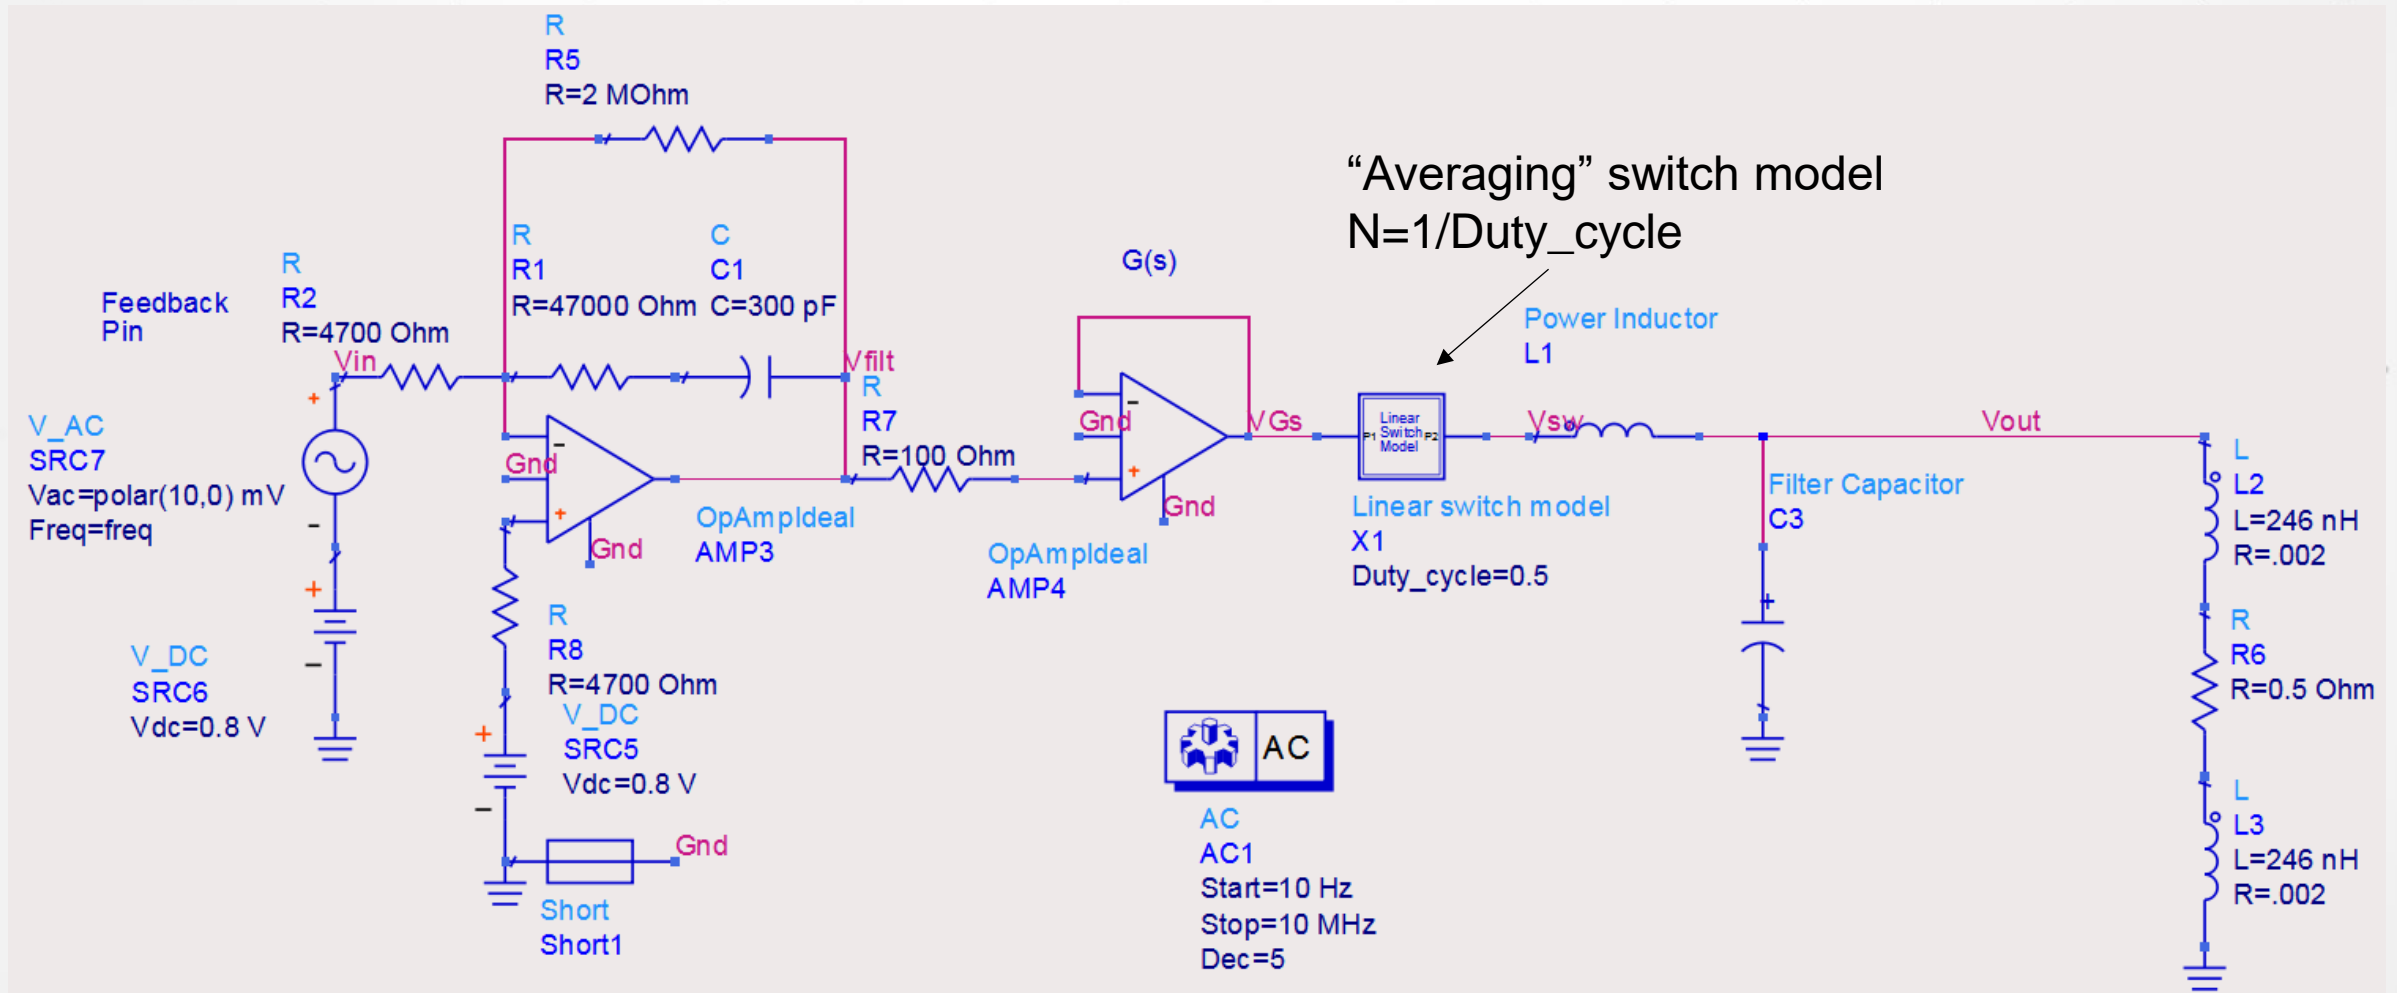 R
R5
R=2 MOhm
“Averaging” switch model
N=1/Duty_cycle
R
R1
R=47000 Ohm
C
C1
C=300 pF
G(s)
R
R2
R=4700 Ohm
Feedback
Pin
Vin
Vfilt
R
R7
R=100 Ohm
Power Inductor
L1
V_AC
SRC7
Vac=polar(10,0) mV
Freq=freq
+
−
Gnd
−
+
Gnd
OpAmpIdeal
AMP3
Gnd
−
+
Gnd
OpAmpIdeal
AMP4
VGs
P1
Linear
Switch
Model
P2
Vsw
Vout
Linear switch model
X1
Duty_cycle=0.5
Filter Capacitor
C3
+
L
L2
L=246 nH
R=.002
R
R6
R=0.5 Ohm
L
L3
L=246 nH
R=.002
+
−
V_DC
SRC6
Vdc=0.8 V
R
R8
R=4700 Ohm
V_DC
SRC5
Vdc=0.8 V
+
−
Gnd
Short
Short1
AC
AC
AC1
Start=10 Hz
Stop=10 MHz
Dec=5